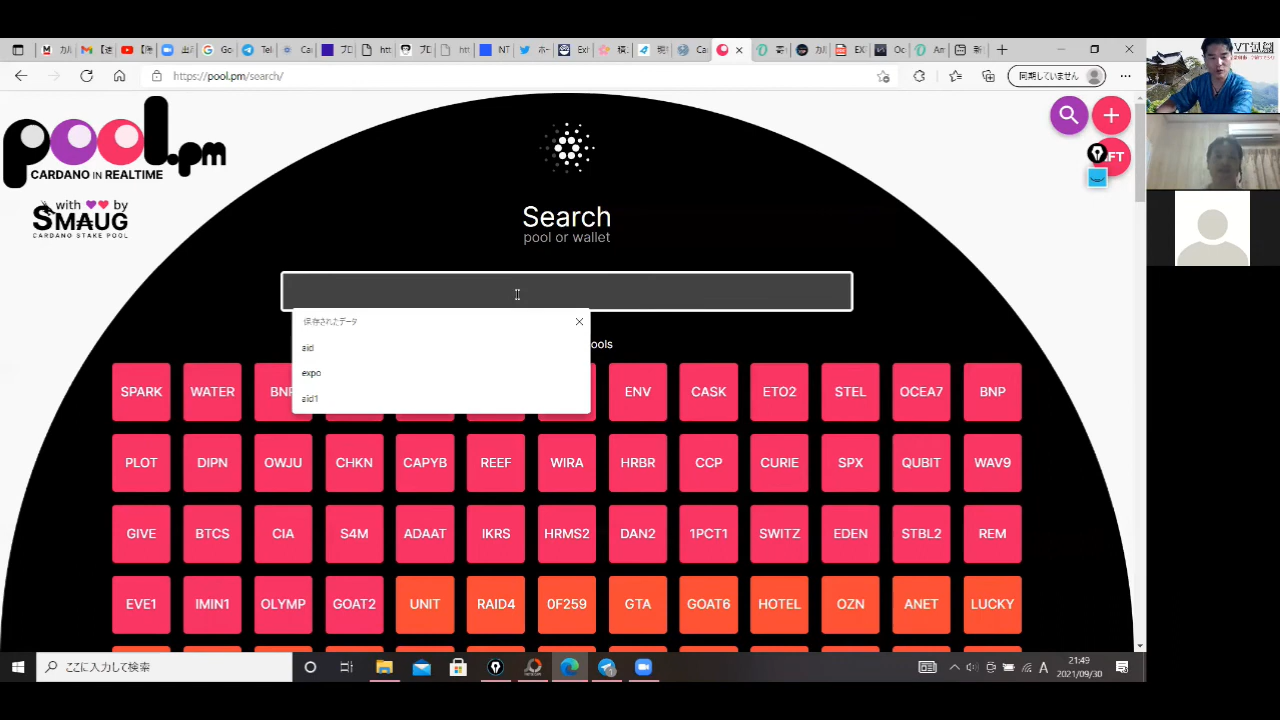 https://pool.pm/search/
同期していません
VT
pool.pm
CARDANO IN REALTIME
with by
SMAUG
CARDANO STAKE POOL
Search
pool or wallet
保存されたデータ
aid
expo
aid1
SPARK WATER ENV CASK ETO2 STEL OCEA7 BNP
PLOT DIPN OWJU CHKN CAPYB REEF WIRA HRBR CCP CURIE SPX QUBIT WAV9
GIVE BTCS CIA S4M ADAAT IKRS HRMS2 DAN2 1PCT1 SWITZ EDEN STBL2 REM
EVE1 IMIN1 OLYMP GOAT2 UNIT RAID4 0F259 GTA GOAT6 HOTEL OZN ANET LUCKY
ここに入力して検索
A
21:49
2021/09/30